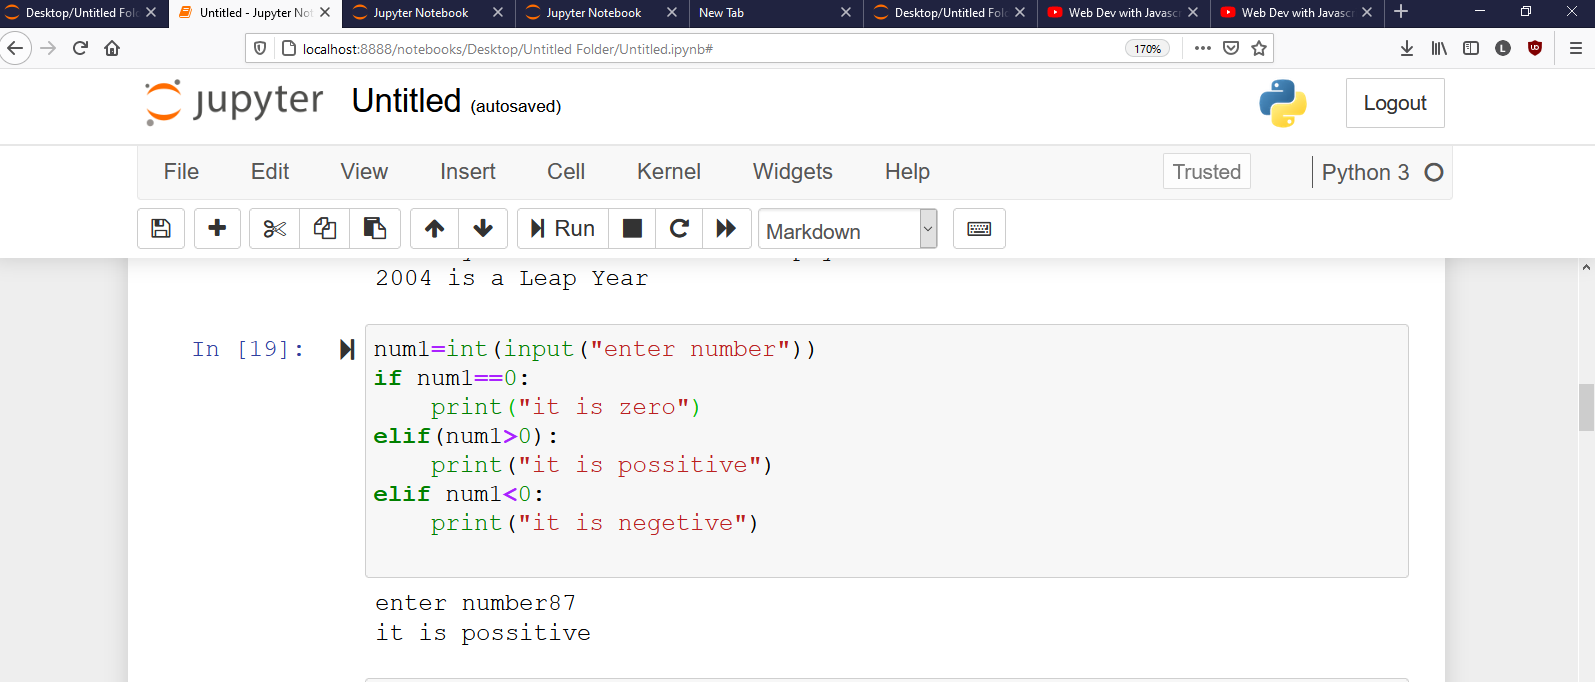 Desktop/Untitled Fol
Untitled - Jupyter No
Jupyter Notebook
Jupyter Notebook
New Tab
Desktop/Untitled Fol
Web Dev with Javasc
Web Dev with Javasc
localhost:8888/notebooks/Desktop/Untitled Folder/Untitled.ipynb#
170%
jupyter Untitled (autosaved)
Logout
File Edit View Insert Cell Kernel Widgets Help Trusted Python 3
Run Markdown
2004 is a Leap Year
In [19]: num1=int(input("enter number"))
if num1==0:
    print("it is zero")
elif(num1>0):
    print("it is possitive")
elif num1<0:
    print("it is negetive")
enter number87
it is possitive